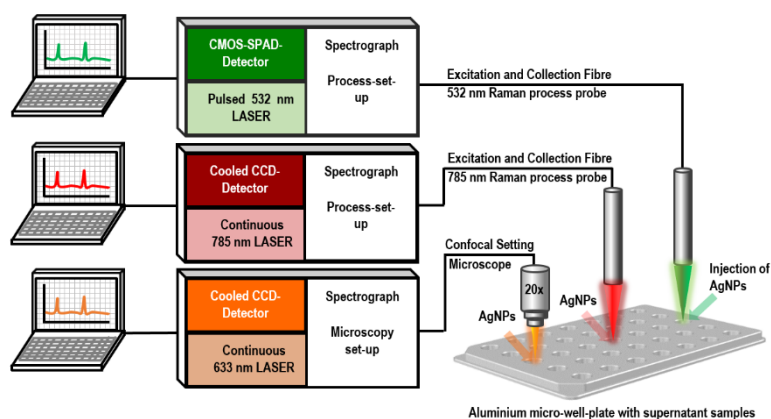 CMOS-SPAD-
Detector
Pulsed 532 nm
LASER
Spectrograph
Process-set-
up
Excitation and Collection Fibre
532 nm Raman process probe
Cooled CCD-
Detector
Continuous
785 nm LASER
Spectrograph
Process-set-
up
Excitation and Collection Fibre
785 nm Raman process probe
Cooled CCD-
Detector
Continuous
633 nm LASER
Spectrograph
Microscopy
set-up
Confocal Setting
Microscope
20x
AgNPs
AgNPs
Injection of
AgNPs
Aluminium micro-well-plate with supernatant samples